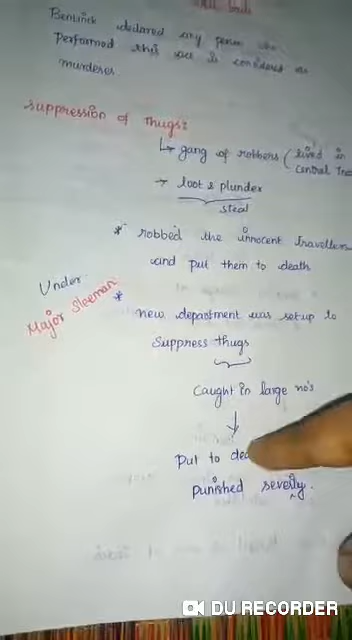 Bentinck declared any person who
Performed this act is considered as
murderer
Suppression of Thugs:
↳ gang of robbers (lived in
central
→ loot & plunder
steal
* robbed the innocent travellers
and put them to death
Under
Major Sleeman
* new department was setup to
Suppress thugs
Caught in large no's
↓
Put to
punished severly.
DU RECORDER